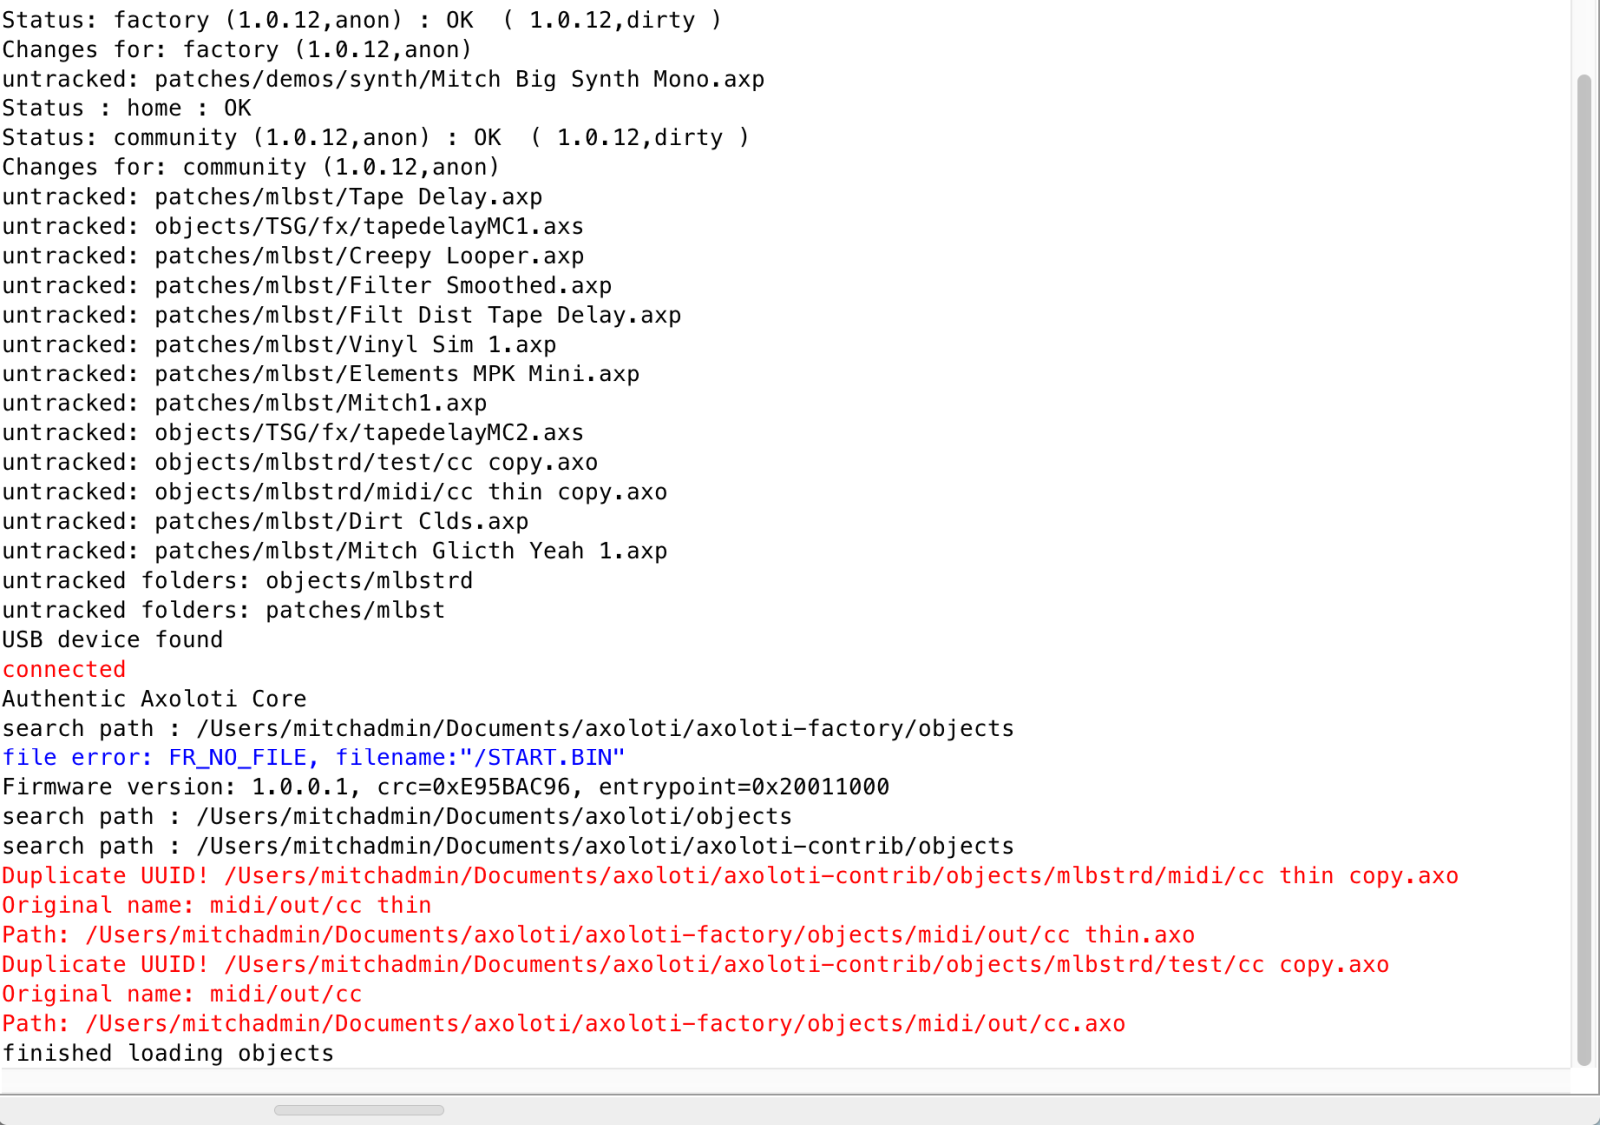 Status: factory (1.0.12,anon) : OK  ( 1.0.12,dirty )
Changes for: factory (1.0.12,anon)
untracked: patches/demos/synth/Mitch Big Synth Mono.axp
Status : home : OK
Status: community (1.0.12,anon) : OK  ( 1.0.12,dirty )
Changes for: community (1.0.12,anon)
untracked: patches/mlbst/Tape Delay.axp
untracked: objects/TSG/fx/tapedelayMC1.axs
untracked: patches/mlbst/Creepy Looper.axp
untracked: patches/mlbst/Filter Smoothed.axp
untracked: patches/mlbst/Filt Dist Tape Delay.axp
untracked: patches/mlbst/Vinyl Sim 1.axp
untracked: patches/mlbst/Elements MPK Mini.axp
untracked: patches/mlbst/Mitch1.axp
untracked: objects/TSG/fx/tapedelayMC2.axs
untracked: objects/mlbstrd/test/cc copy.axo
untracked: objects/mlbstrd/midi/cc thin copy.axo
untracked: patches/mlbst/Dirt Clds.axp
untracked: patches/mlbst/Mitch Glicth Yeah 1.axp
untracked folders: objects/mlbstrd
untracked folders: patches/mlbst
USB device found
connected
Authentic Axoloti Core
search path : /Users/mitchadmin/Documents/axoloti/axoloti-factory/objects
file error: FR_NO_FILE, filename:"/START.BIN"
Firmware version: 1.0.0.1, crc=0xE95BAC96, entrypoint=0x20011000
search path : /Users/mitchadmin/Documents/axoloti/objects
search path : /Users/mitchadmin/Documents/axoloti/axoloti-contrib/objects
Duplicate UUID! /Users/mitchadmin/Documents/axoloti/axoloti-contrib/objects/mlbstrd/midi/cc thin copy.axo
Original name: midi/out/cc thin
Path: /Users/mitchadmin/Documents/axoloti/axoloti-factory/objects/midi/out/cc thin.axo
Duplicate UUID! /Users/mitchadmin/Documents/axoloti/axoloti-contrib/objects/mlbstrd/test/cc copy.axo
Original name: midi/out/cc
Path: /Users/mitchadmin/Documents/axoloti/axoloti-factory/objects/midi/out/cc.axo
finished loading objects